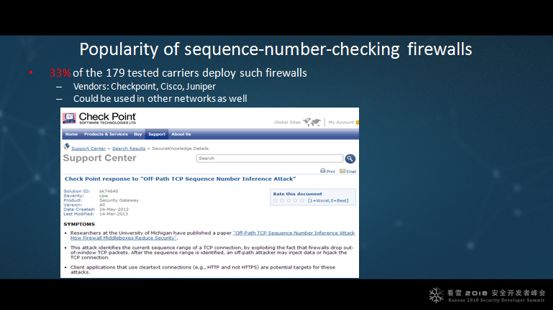 Popularity of sequence-number-checking firewalls
• 33% of the 179 tested carriers deploy such firewalls
– Vendors: Checkpoint, Cisco, Juniper
– Could be used in other networks as well
Check Point
SOFTWARE TECHNOLOGIES LTD.
Global Sites
My Account
Home Products & Services Buy Support About Us
Support Center > Search Results > SecureKnowledge Details
Support Center
Search
Print Email
Check Point response to "Off-Path TCP Sequence Number Inference Attack"
Solution ID: sk74640
Severity: Low
Product: Security Gateway
Version: All
Date Created: 24-May-2012
Last Modified: 14-Mar-2013
Rate this document
[1=Worst,5=Best]
SYMPTOMS
• Researchers at the University of Michigan have published a paper "Off-Path TCP Sequence Number Inference Attack
How Firewall Middleboxes Reduce Security".
• This attack identifies the current sequence range of a TCP connection, by exploiting the fact that firewalls drop out-
of-window TCP packets. After the sequence range is identified, an off-path attacker may inject data or hijack the
TCP connection.
• Client applications that use cleartext connections (e.g., HTTP and not HTTPS) are potential targets for these
attacks.
看雪 2018 安全开发者峰会
Kanxue 2018 Security Developer Summit